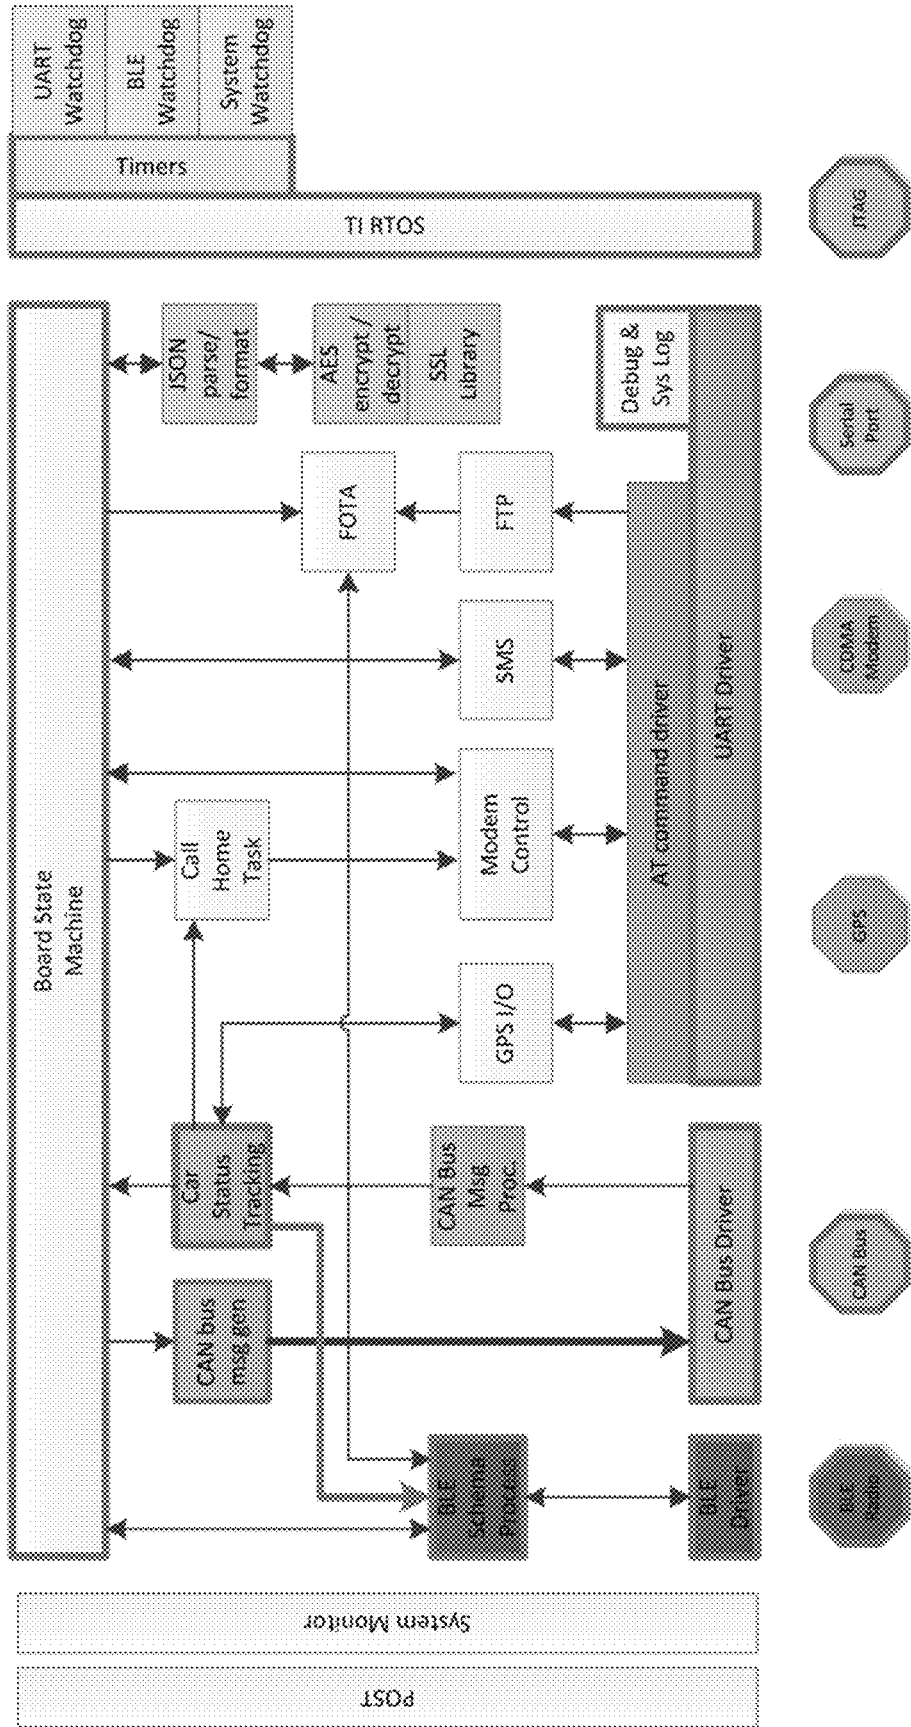 POST
System Monitor
Board State
Machine
CAN bus
msg gen
Car
Status
Tracking
Call
Home
Task
JSON
parse/
format
FOTA
AES
encrypt /
decrypt
SSL
Library
BLE
Schema
Process
CAN Bus
Msg
Proc.
GPS I/O
Modem
Control
SMS
FTP
Debug &
Sys Log
AT command driver
UART Driver
BLE
Driver
CAN Bus Driver
TI RTOS
Timers
UART
Watchdog
BLE
Watchdog
System
Watchdog
BLE
Radio
CAN Bus
GPS
CDMA
Modem
Serial
Port
JTAG